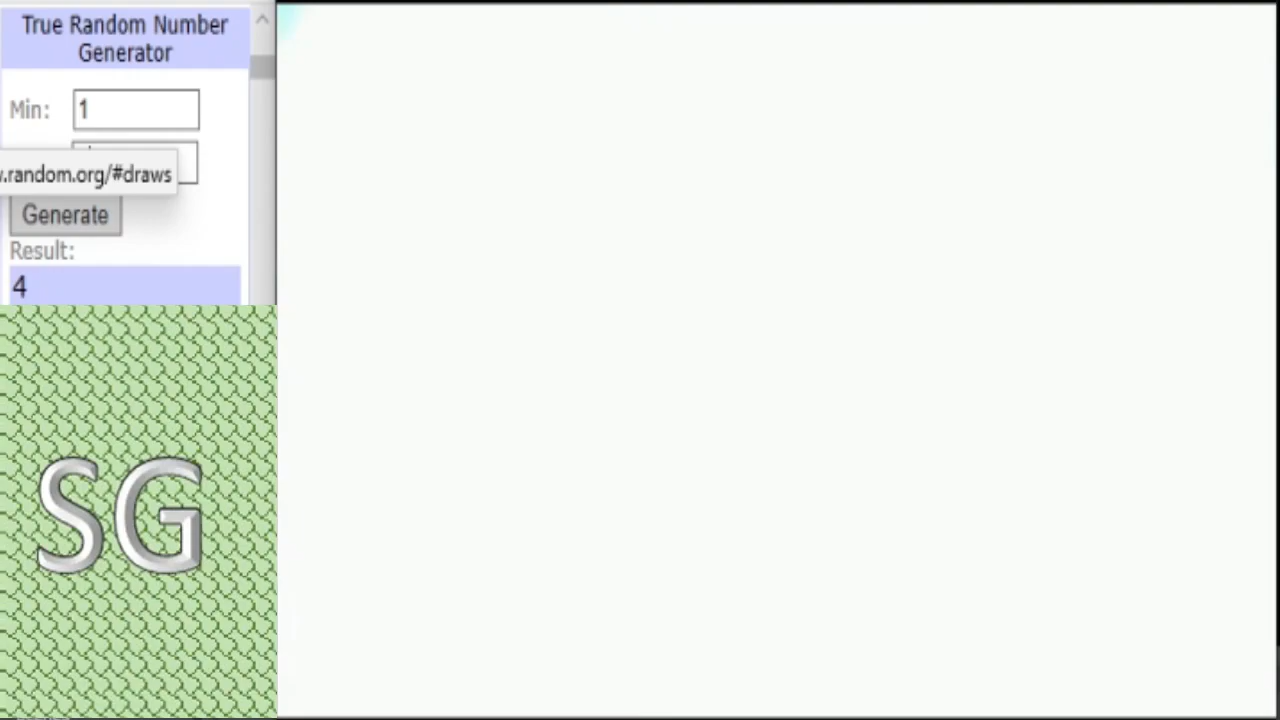 True Random Number
Generator
Min: 1
w.random.org/#draws
Generate
Result:
4
SG